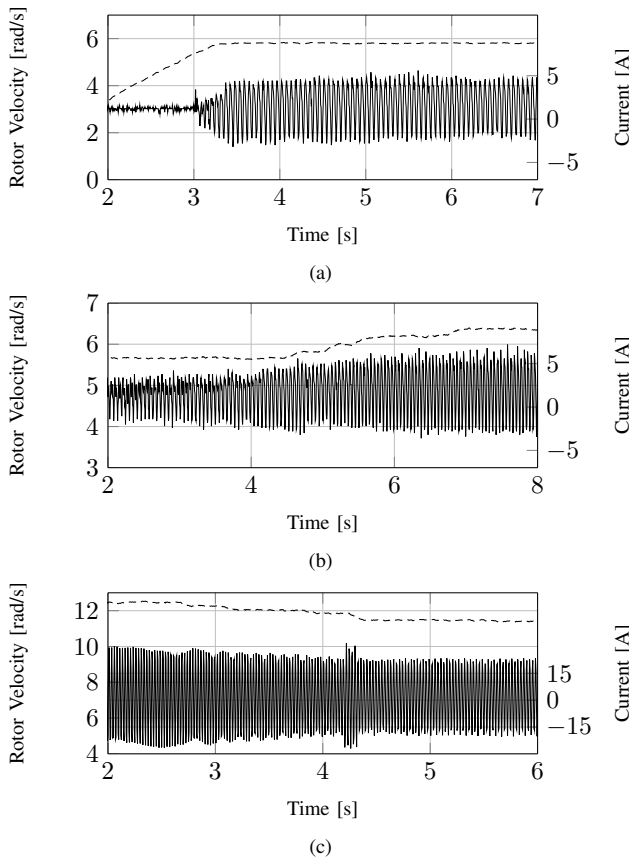 6
4
2
0
5
0
−5
2 3 4 5 6 7
Rotor Velocity [rad/s]
Current [A]
Time [s]
(a)
7
6
5
4
3
5
0
−5
2 4 6 8
Rotor Velocity [rad/s]
Current [A]
Time [s]
(b)
12
10
8
6
4
15
0
−15
2 3 4 5 6
Rotor Velocity [rad/s]
Current [A]
Time [s]
(c)